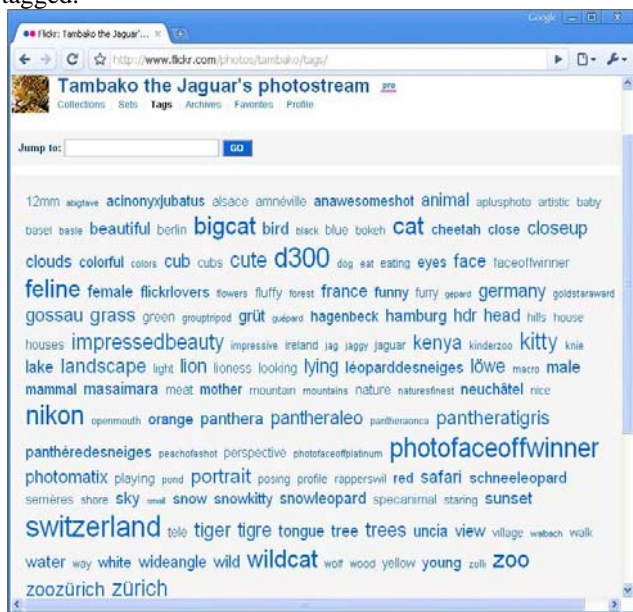 tagged.
Google
Flickr: Tambako the Jaguar'...
http://www.flickr.com/photos/tambako/tags/
Tambako the Jaguar's photostream pro
Collections Sets Tags Archives Favorites Profile
Jump to: GO
12mm abigfave acinonyxjubatus alsace amnéville anawesomeshot animal aplusphoto artistic baby
basel basle beautiful berlin bigcat bird black blue bokeh cat cheetah close closeup
clouds colorful colors cub cubs cute d300 dog eat eating eyes face faceoffwinner
feline female flickrlovers flowers fluffy forest france funny furry gepard germany goldstaraward
gossau grass green grouptripod grüt guépard hagenbeck hamburg hdr head hills house
houses impressedbeauty impressive ireland jag jaggy jaguar kenya kinderzoo kitty knie
lake landscape light lion lioness looking lying léoparddesneiges löwe macro male
mammal masaimara meat mother mountain mountains nature naturesfinest neuchâtel nice
nikon openmouth orange panthera pantheraleo pantheraonca pantheratigris
panthéredesneiges peachofashot perspective photofaceoffplatinum photofaceoffwinner
photomatix playing pond portrait posing profile rapperswil red safari schneeleopard
serrières shore sky small snow snowkitty snowleopard specanimal staring sunset
switzerland tele tiger tigre tongue tree trees uncia view village walbach walk
water way white wideangle wild wildcat wolf wood yellow young zolli zoo
zoozürich zürich